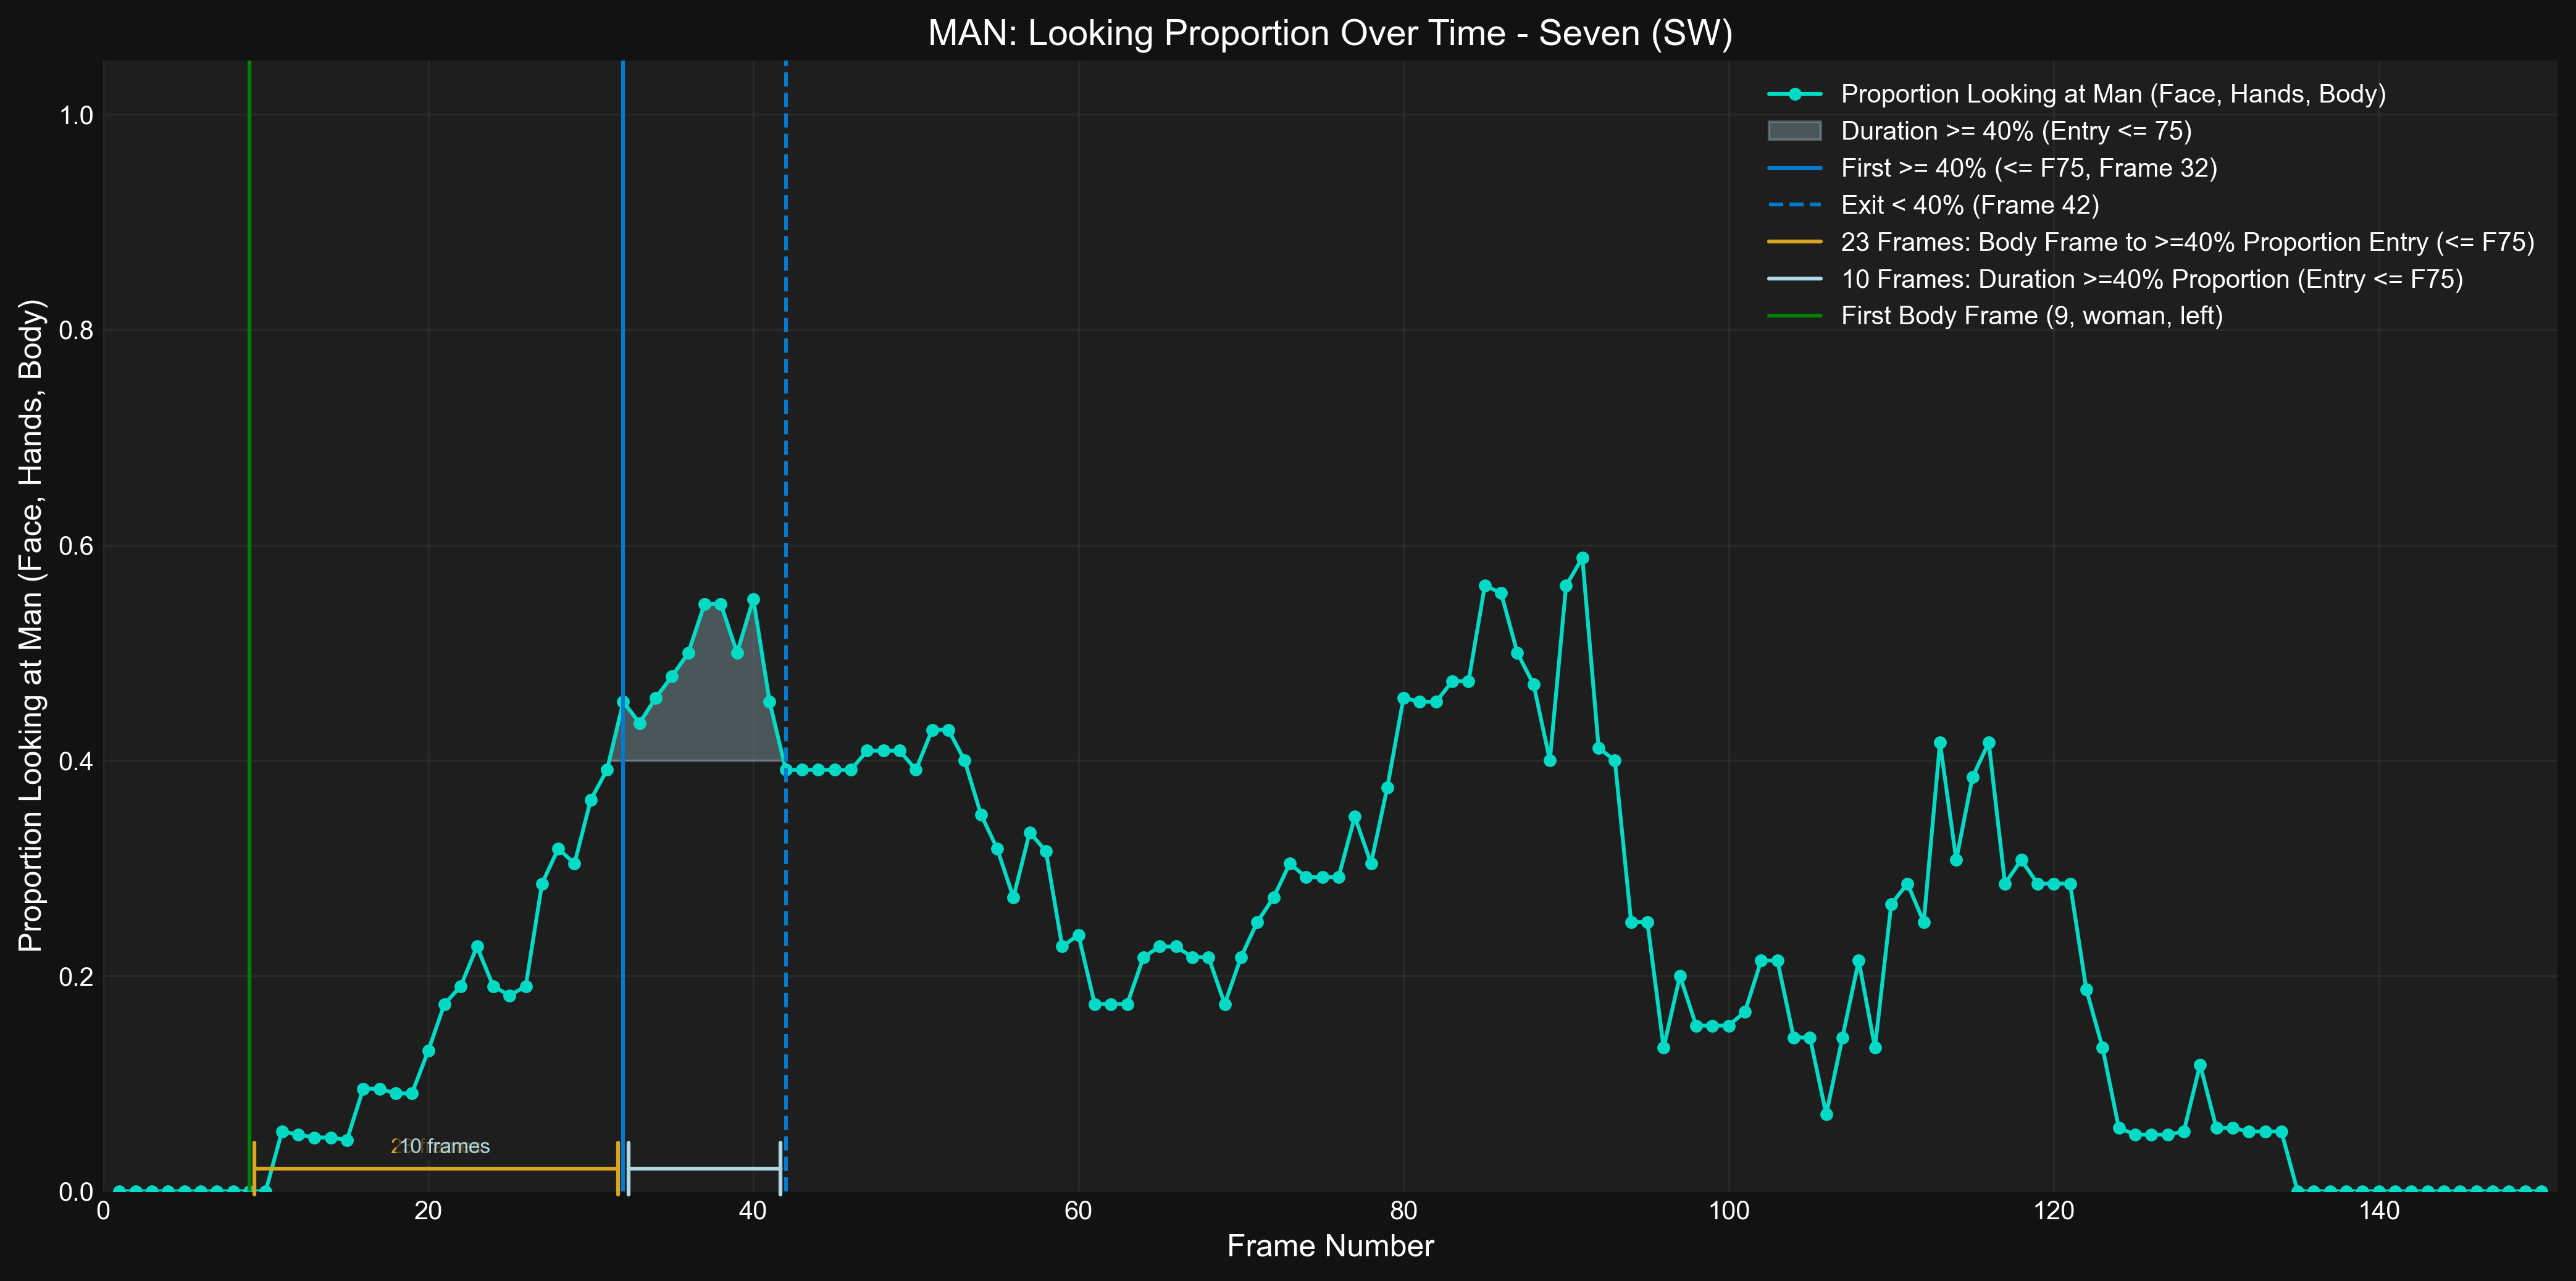 MAN: Looking Proportion Over Time - Seven (SW)
Proportion Looking at Man (Face, Hands, Body)
1.0
0.8
0.6
0.4
0.2
0.0
Proportion Looking at Man (Face, Hands, Body)
Duration >= 40% (Entry <= 75)
First >= 40% (<= F75, Frame 32)
Exit < 40% (Frame 42)
23 Frames: Body Frame to >=40% Proportion Entry (<= F75)
10 Frames: Duration >=40% Proportion (Entry <= F75)
First Body Frame (9, woman, left)
10 frames
0 20 40 60 80 100 120 140
Frame Number